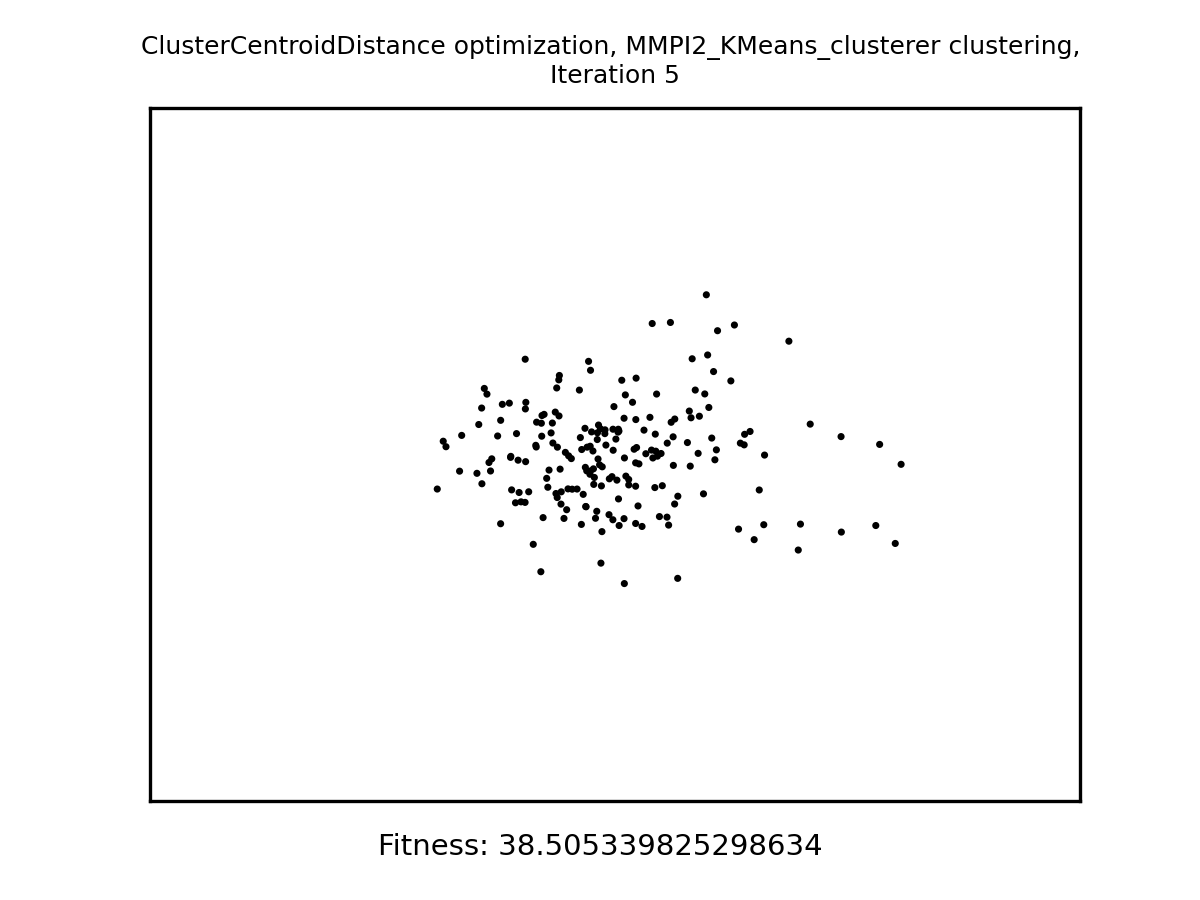 ClusterCentroidDistance optimization, MMPI2_KMeans_clusterer clustering,
Iteration 5
Fitness: 38.505339825298634